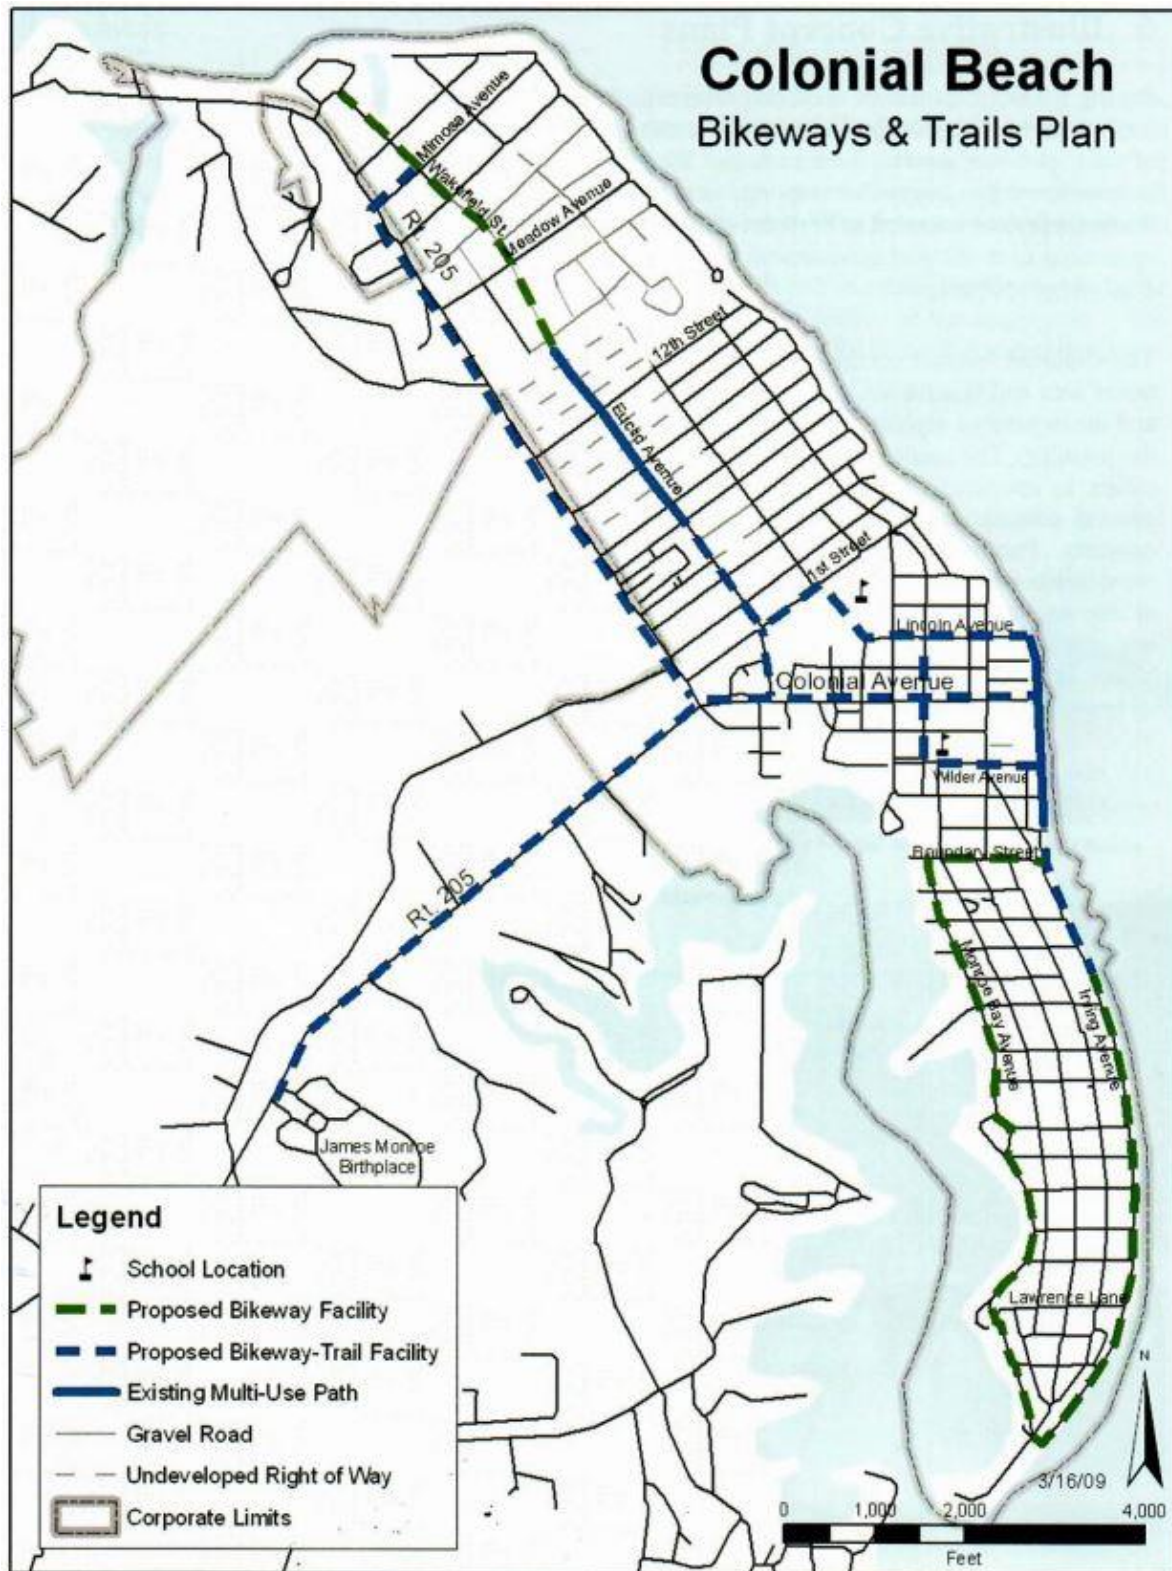 Colonial Beach
Bikeways & Trails Plan
Mimosa Avenue
Wakefield St.
Meadow Avenue
Rt. 205
12th Street
Euclid Avenue
1st Street
Lincoln Avenue
Colonial Avenue
Wilder Avenue
Boundary Street
Rt. 205
Monroe Bay Avenue
Irving Avenue
James Monroe
Birthplace
Lawrence Lane
Legend
School Location
Proposed Bikeway Facility
Proposed Bikeway-Trail Facility
Existing Multi-Use Path
Gravel Road
Undeveloped Right of Way
Corporate Limits
N
3/16/09
0 1,000 2,000 4,000
Feet